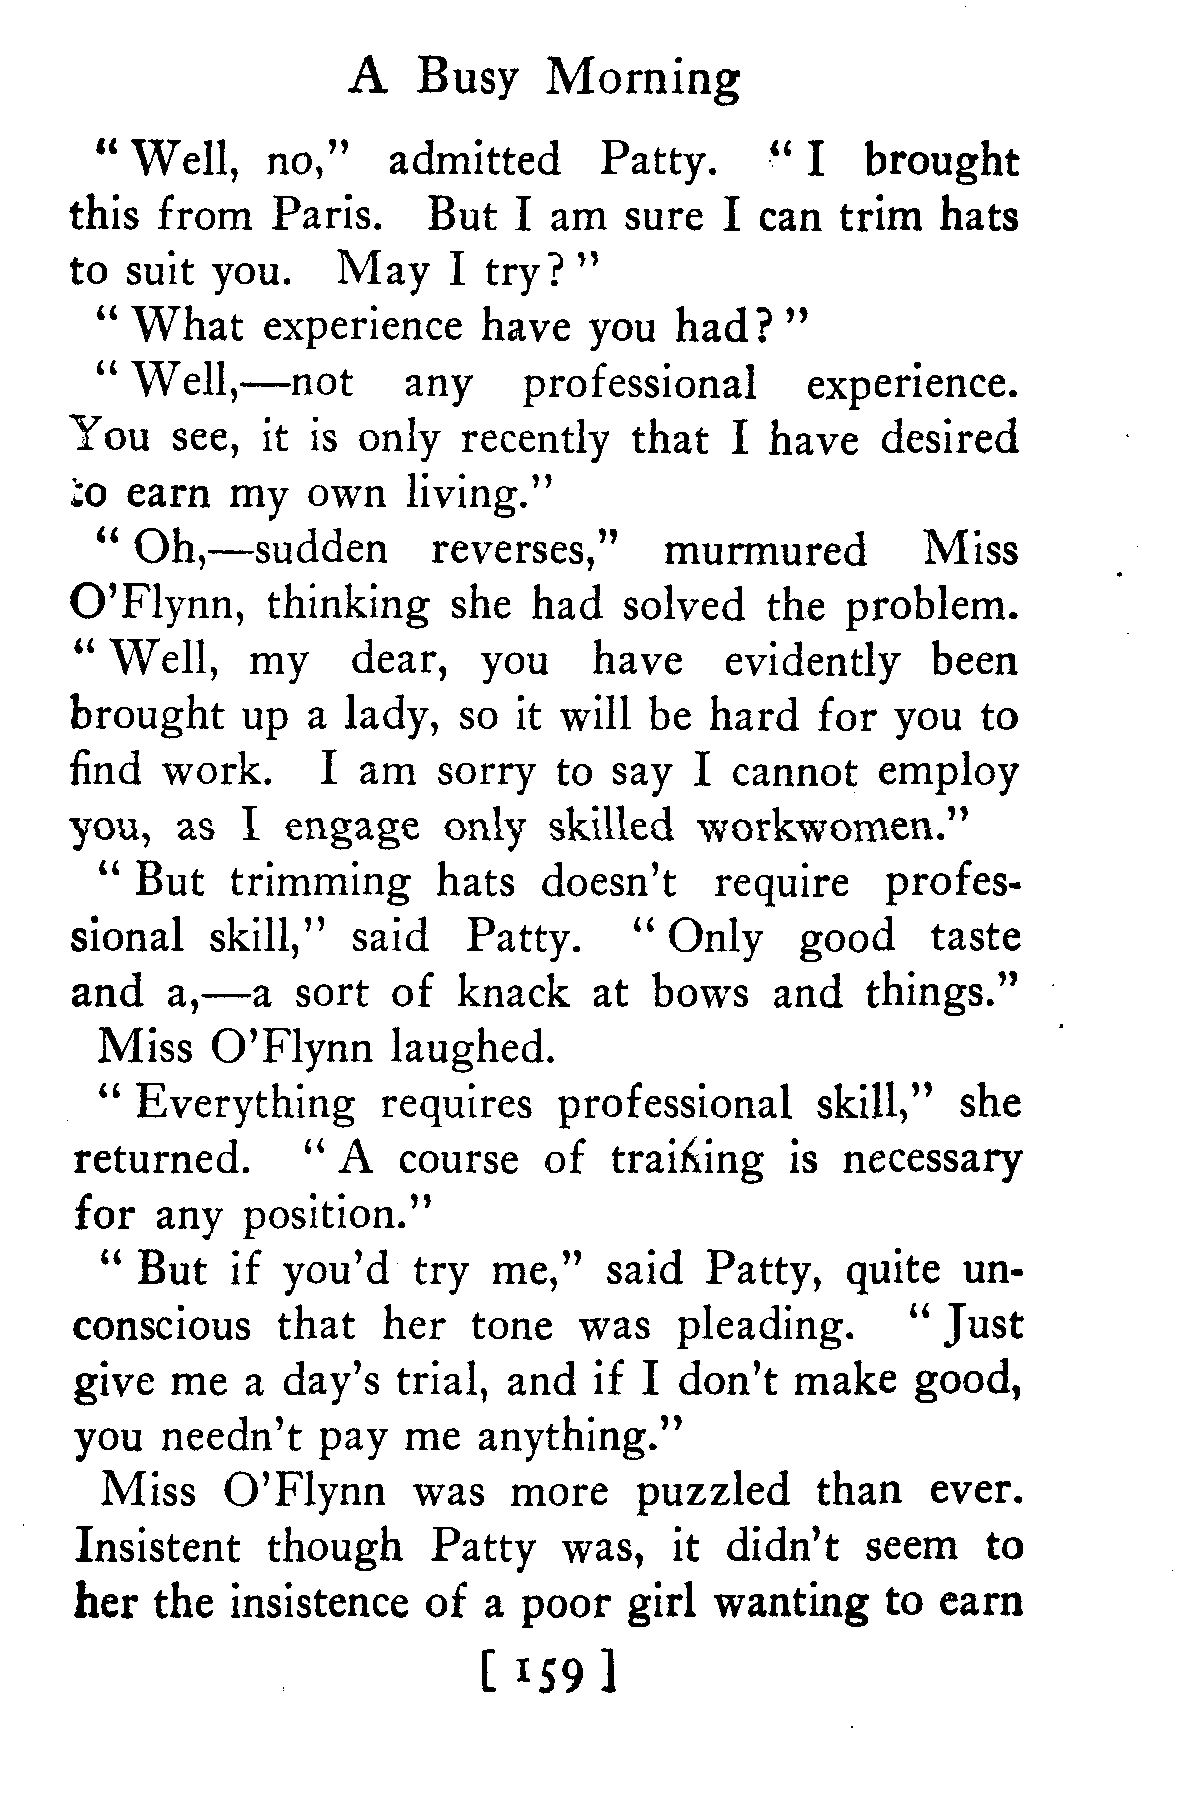 A Busy Morning
" Well, no," admitted Patty. " I brought
this from Paris. But I am sure I can trim hats
to suit you. May I try? "
" What experience have you had? "
" Well,—not any professional experience.
You see, it is only recently that I have desired
to earn my own living."
" Oh,—sudden reverses," murmured Miss
O'Flynn, thinking she had solved the problem.
" Well, my dear, you have evidently been
brought up a lady, so it will be hard for you to
find work. I am sorry to say I cannot employ
you, as I engage only skilled workwomen."
" But trimming hats doesn't require profes-
sional skill," said Patty. " Only good taste
and a,—a sort of knack at bows and things."
Miss O'Flynn laughed.
" Everything requires professional skill," she
returned. " A course of training is necessary
for any position."
" But if you'd try me," said Patty, quite un-
conscious that her tone was pleading. " Just
give me a day's trial, and if I don't make good,
you needn't pay me anything."
Miss O'Flynn was more puzzled than ever.
Insistent though Patty was, it didn't seem to
her the insistence of a poor girl wanting to earn
[ 159 ]